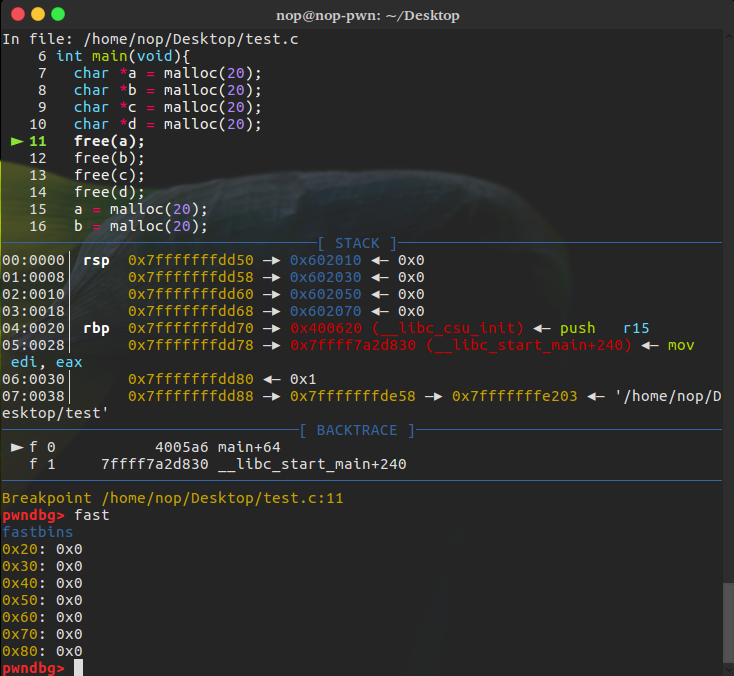 nop@nop-pwn: ~/Desktop
In file: /home/nop/Desktop/test.c
6 int main(void){
7 char *a = malloc(20);
8 char *b = malloc(20);
9 char *c = malloc(20);
10 char *d = malloc(20);
► 11 free(a);
12 free(b);
13 free(c);
14 free(d);
15 a = malloc(20);
16 b = malloc(20);
[ STACK ]
00:0000│ rsp 0x7fffffffdd50 —▸ 0x602010 ◂— 0x0
01:0008│ 0x7fffffffdd58 —▸ 0x602030 ◂— 0x0
02:0010│ 0x7fffffffdd60 —▸ 0x602050 ◂— 0x0
03:0018│ 0x7fffffffdd68 —▸ 0x602070 ◂— 0x0
04:0020│ rbp 0x7fffffffdd70 —▸ 0x400620 (__libc_csu_init) ◂— push r15
05:0028│ 0x7fffffffdd78 —▸ 0x7ffff7a2d830 (__libc_start_main+240) ◂— mov
edi, eax
06:0030│ 0x7fffffffdd80 ◂— 0x1
07:0038│ 0x7fffffffdd88 —▸ 0x7fffffffde58 —▸ 0x7fffffffe203 ◂— '/home/nop/D
esktop/test'
[ BACKTRACE ]
► f 0 4005a6 main+64
f 1 7ffff7a2d830 __libc_start_main+240
Breakpoint /home/nop/Desktop/test.c:11
pwndbg> fast
fastbins
0x20: 0x0
0x30: 0x0
0x40: 0x0
0x50: 0x0
0x60: 0x0
0x70: 0x0
0x80: 0x0
pwndbg>